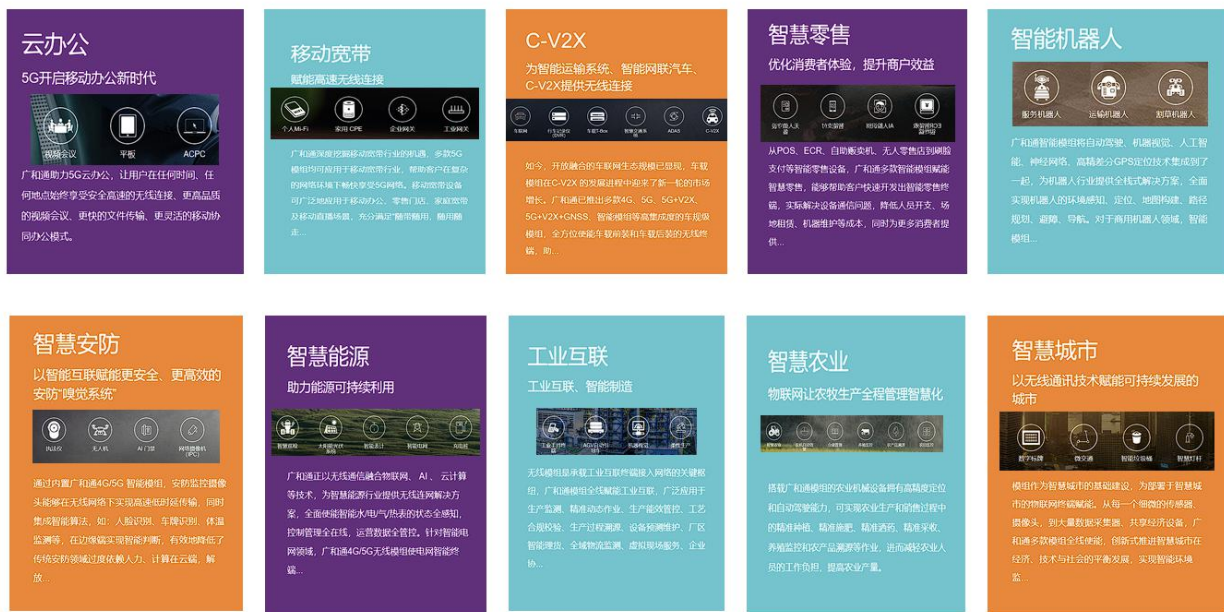 云办公
5G开启移动办公新时代
视频会议
平板
ACPC
广和通助力5G云办公，让用户在任何时间、任
何地点始终享受安全高速的无线连接、更高品质
的视频会议、更快的文件传输、更灵活的移动协
同办公模式。
移动宽带
赋能高速无线连接
个人Mi-Fi
家用 CPE
企业网关
工业网关
广和通深度挖掘移动宽带行业的机遇，多款5G
模组均可应用于移动宽带行业，帮助客户在复杂
的网络环境下畅快享受5G网络。移动宽带设备
可广泛地应用于移动办公、零售门店、家庭宽带
及移动直播场景，充分满足“随带随用，随用随
走...
C-V2X
为智能运输系统、智能网联汽车、
C-V2X提供无线连接
车联网
车载T-Box
ADAS
C-V2X
如今，开放融合的车联网生态规模已显现，车载
模组在C-V2X 的发展进程中迎来了新一轮的市场
增长。广和通已推出多款4G、5G、5G+V2X、
5G+V2X+GNSS、智能模组等高集成度的车规级
模组，全方位使能车载前装和车载后装的无线终
端，助...
智慧零售
优化消费者体验，提升商户效益
从POS、ECR、自助贩卖机、无人零售店到刷脸
支付等智能零售设备，广和通多款智能模组赋能
智慧零售，能够帮助客户快速开发出智能零售终
端，实际解决设备通信问题，降低人员开支、场
地租赁、机器维护等成本，同时为更多消费者提
供...
智能机器人
服务机器人
运输机器人
割草机器人
广和通智能模组将自动驾驶、机器视觉、人工智
能、神经网络、高精差分GPS定位技术集成到了
一起，为机器人行业提供全栈式解决方案，全面
实现机器人的环境感知、定位、地图构建、路径
规划、避障、导航。对于商用机器人领域，智能
模组...
智慧安防
以智能互联赋能更安全、更高效的
安防“嗅觉系统”
执法仪
无人机
AI 门禁
网络摄像机
(IPC)
通过内置广和通4G/5G 智能模组，安防监控摄像
头能够在无线网络下实现高速低时延传输，同时
集成智能算法，如：人脸识别、车牌识别、体温
监测等，在边缘端实现智能判断，有效地降低了
传统安防领域过度依赖人力、计算在云端，解
放...
智慧能源
助力能源可持续利用
智能表计
智能电网
充电桩
广和通正以无线通信融合物联网、AI 、云计算
等技术，为智慧能源行业提供无线连网解决方
案，全面使能智能水/电/气/热表的状态全感知，
控制管理全在线，运营数据全管控。针对智能电
网领域，广和通4G/5G无线模组使电网智能终
端...
工业互联
工业互联、智能制造
机器视觉
柔性生产
无线模组是承载工业互联终端接入网络的关键枢
纽，广和通模组全线赋能工业互联，广泛应用于
生产监测、精准动态作业、生产能效管控、工艺
合规校验、生产过程溯源、设备预测维护、厂区
智能理货、全域物流监测、虚拟现场服务、企业
协...
智慧农业
物联网让农牧生产全程管理智慧化
搭载广和通模组的农业机械设备拥有高精度定位
和自动驾驶能力，可实现农业生产和销售过程中
的精准种植、精准施肥、精准洒药、精准采收、
养殖监控和农产品溯源等作业，进而减轻农业人
员的工作负担，提高农业产量。
智慧城市
以无线通讯技术赋能可持续发展的
城市
数字标牌
微交通
智能垃圾桶
智慧灯杆
模组作为智慧城市的基础建设，为部署于智慧城
市的物联网终端赋能。从每一个细微的传感器、
摄像头，到大量数据采集器、共享经济设备，广
和通多款模组全线使能，创新式推进智慧城市在
经济、技术与社会的平衡发展，实现智能环境
监...